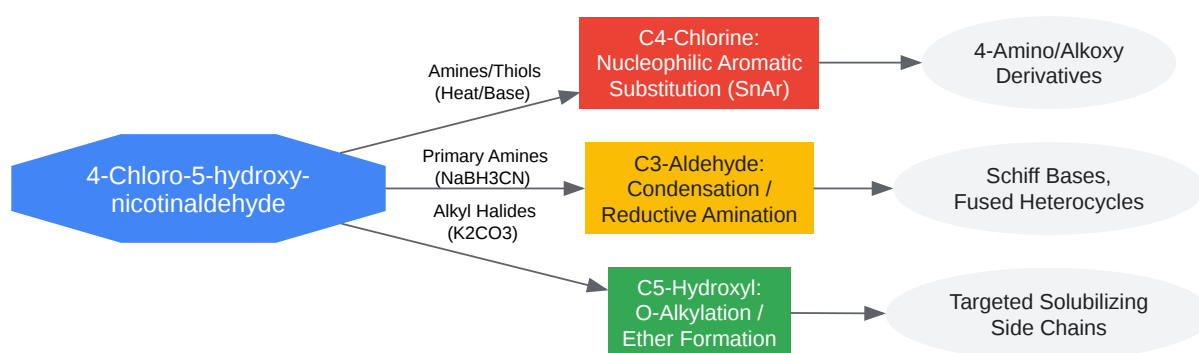 4-Chloro-5-hydroxy-
nicotinaldehyde
Amines/Thiols
(Heat/Base)
C4-Chlorine:
Nucleophilic Aromatic
Substitution (SnAr)
4-Amino/Alkoxy
Derivatives
Primary Amines
(NaBH3CN)
C3-Aldehyde:
Condensation /
Reductive Amination
Schiff Bases,
Fused Heterocycles
Alkyl Halides
(K2CO3)
C5-Hydroxyl:
O-Alkylation /
Ether Formation
Targeted Solubilizing
Side Chains